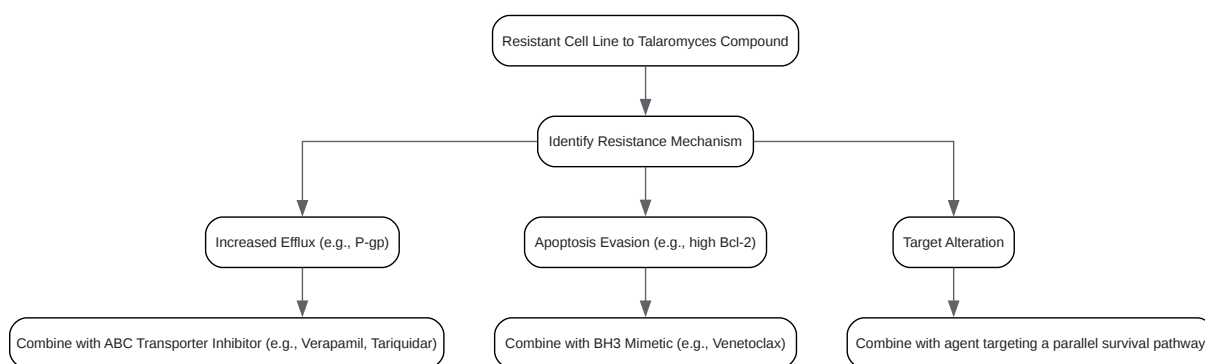 Resistant Cell Line to Talaromyces Compound
Identify Resistance Mechanism
Increased Efflux (e.g., P-gp)
Apoptosis Evasion (e.g., high Bcl-2)
Target Alteration
Combine with ABC Transporter Inhibitor (e.g., Verapamil, Tariquidar)
Combine with BH3 Mimetic (e.g., Venetoclax)
Combine with agent targeting a parallel survival pathway